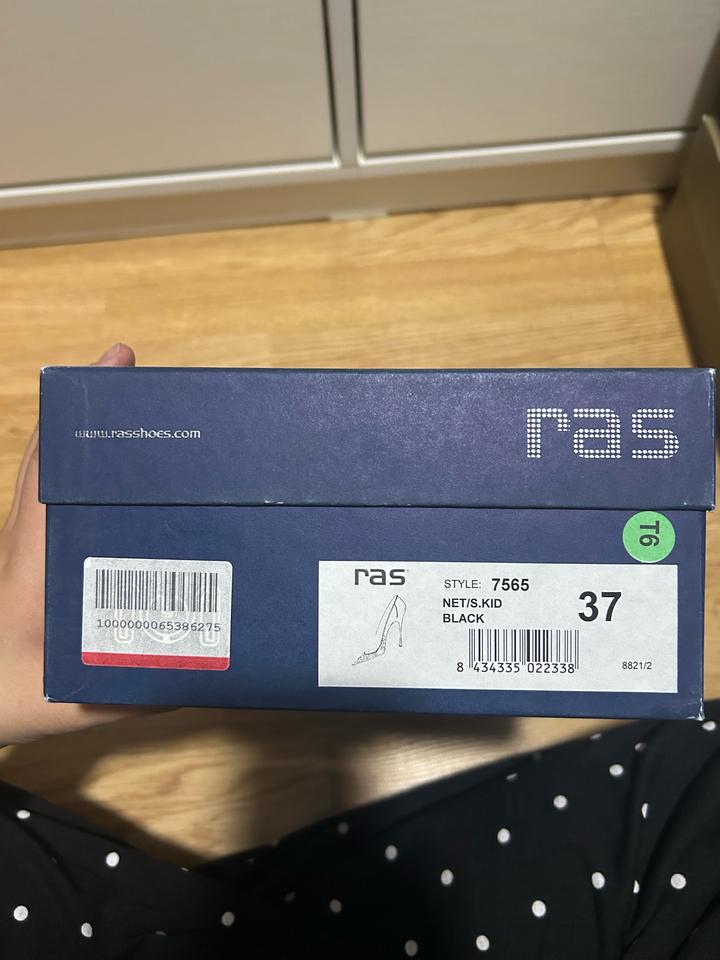 www.rasshoes.com
ras
T6
1000000065386275
ras
STYLE: 7565
NET/S.KID
BLACK
37
8 434335 022338
8821/2